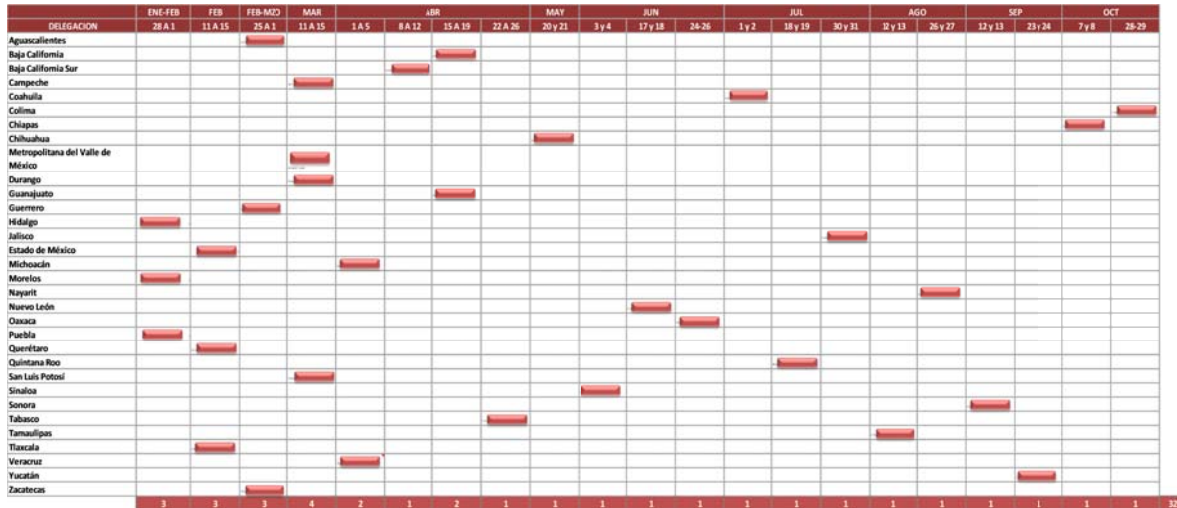 ENE-FEB FEB FEB-MZO MAR ABR MAY JUN JUL AGO SEP OCT
DELEGACION 28 A 1 11 A 15 25 A 1 11 A 15 1 A 5 8 A 12 15 A 19 22 A 26 20 y 21 3 y 4 17 y 18 24-26 1 y 2 18 y 19 30 y 31 12 y 13 26 y 27 12 y 13 23 y 24 7 y 8 28-29
Aguascalientes
Baja California
Baja California Sur
Campeche
Coahuila
Colima
Chiapas
Chihuahua
Metropolitana del Valle de
México
Durango
Guanajuato
Guerrero
Hidalgo
Jalisco
Estado de México
Michoacán
Morelos
Nayarit
Nuevo León
Oaxaca
Puebla
Querétaro
Quintana Roo
San Luis Potosí
Sinaloa
Sonora
Tabasco
Tamaulipas
Tlaxcala
Veracruz
Yucatán
Zacatecas
3 3 3 4 2 1 2 1 1 1 1 1 1 1 1 1 1 1 1 1 1 32